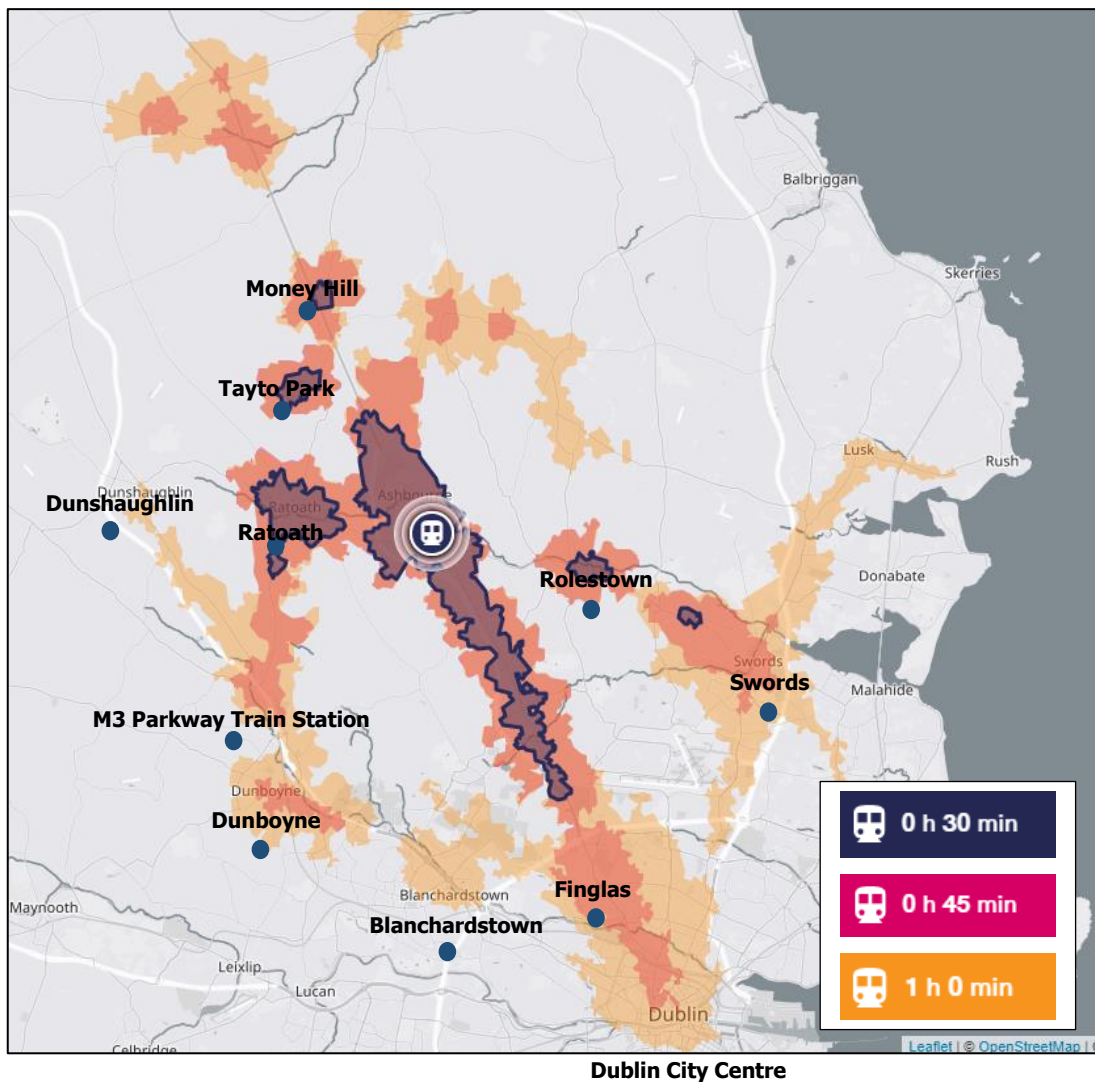 Balbriggan
Skerries
Money Hill
Tayto Park
Lusk
Rush
Dunshaughlin
Dunshaughlin
Ashbourne
Ratoath
Ratoath
Rolestown
Donabate
Swords
Swords
Malahide
M3 Parkway Train Station
Dunboyne
Dunboyne
0 h 30 min
Blanchardstown
Finglas
Maynooth
0 h 45 min
Blanchardstown
Leixlip
Lucan
1 h 0 min
Dublin
Celbridge
Leaflet | © OpenStreetMap | ©
Dublin City Centre